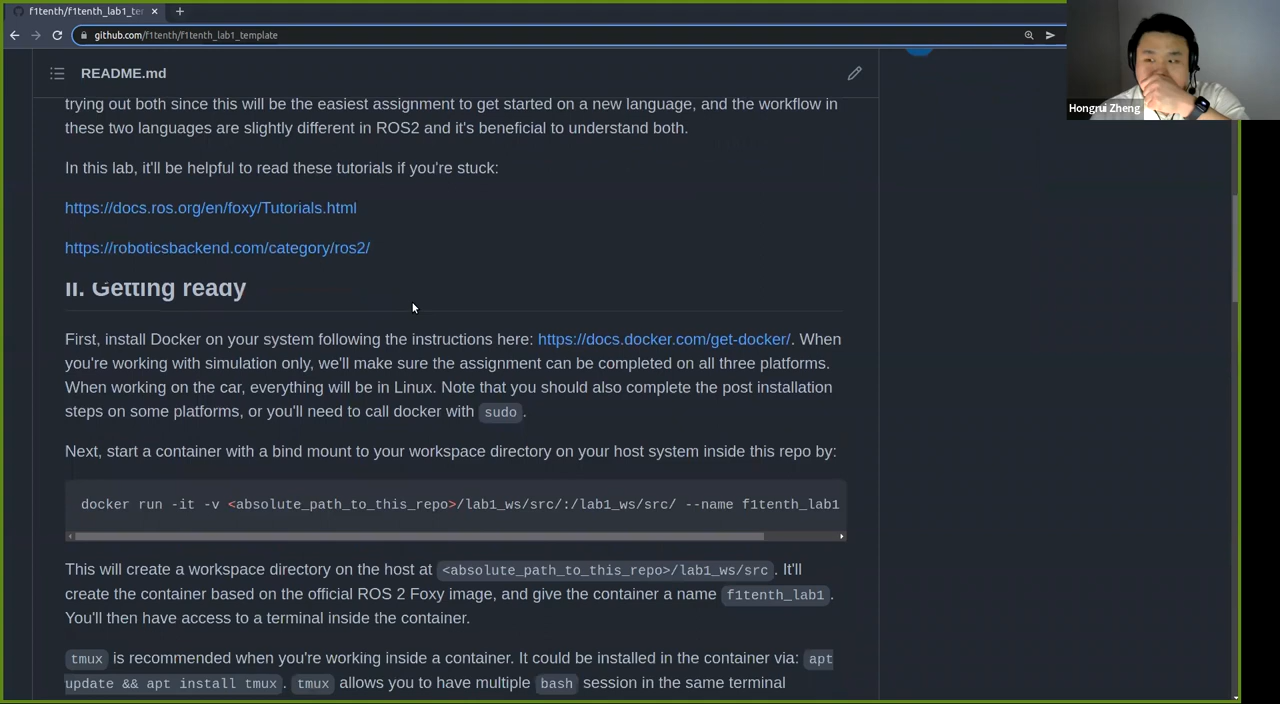 f1tenth/f1tenth_lab1_ter
github.com/f1tenth/f1tenth_lab1_template
Hongrui Zheng
README.md
trying out both since this will be the easiest assignment to get started on a new language, and the workflow in
these two languages are slightly different in ROS2 and it's beneficial to understand both.
In this lab, it'll be helpful to read these tutorials if you're stuck:
https://docs.ros.org/en/foxy/Tutorials.html
https://roboticsbackend.com/category/ros2/
II. Getting ready
First, install Docker on your system following the instructions here: https://docs.docker.com/get-docker/. When
you're working with simulation only, we'll make sure the assignment can be completed on all three platforms.
When working on the car, everything will be in Linux. Note that you should also complete the post installation
steps on some platforms, or you'll need to call docker with sudo.
Next, start a container with a bind mount to your workspace directory on your host system inside this repo by:
docker run -it -v <absolute_path_to_this_repo>/lab1_ws/src/:/lab1_ws/src/ --name f1tenth_lab1
This will create a workspace directory on the host at <absolute_path_to_this_repo>/lab1_ws/src. It'll
create the container based on the official ROS 2 Foxy image, and give the container a name f1tenth_lab1.
You'll then have access to a terminal inside the container.
tmux is recommended when you're working inside a container. It could be installed in the container via: apt
update && apt install tmux. tmux allows you to have multiple bash session in the same terminal